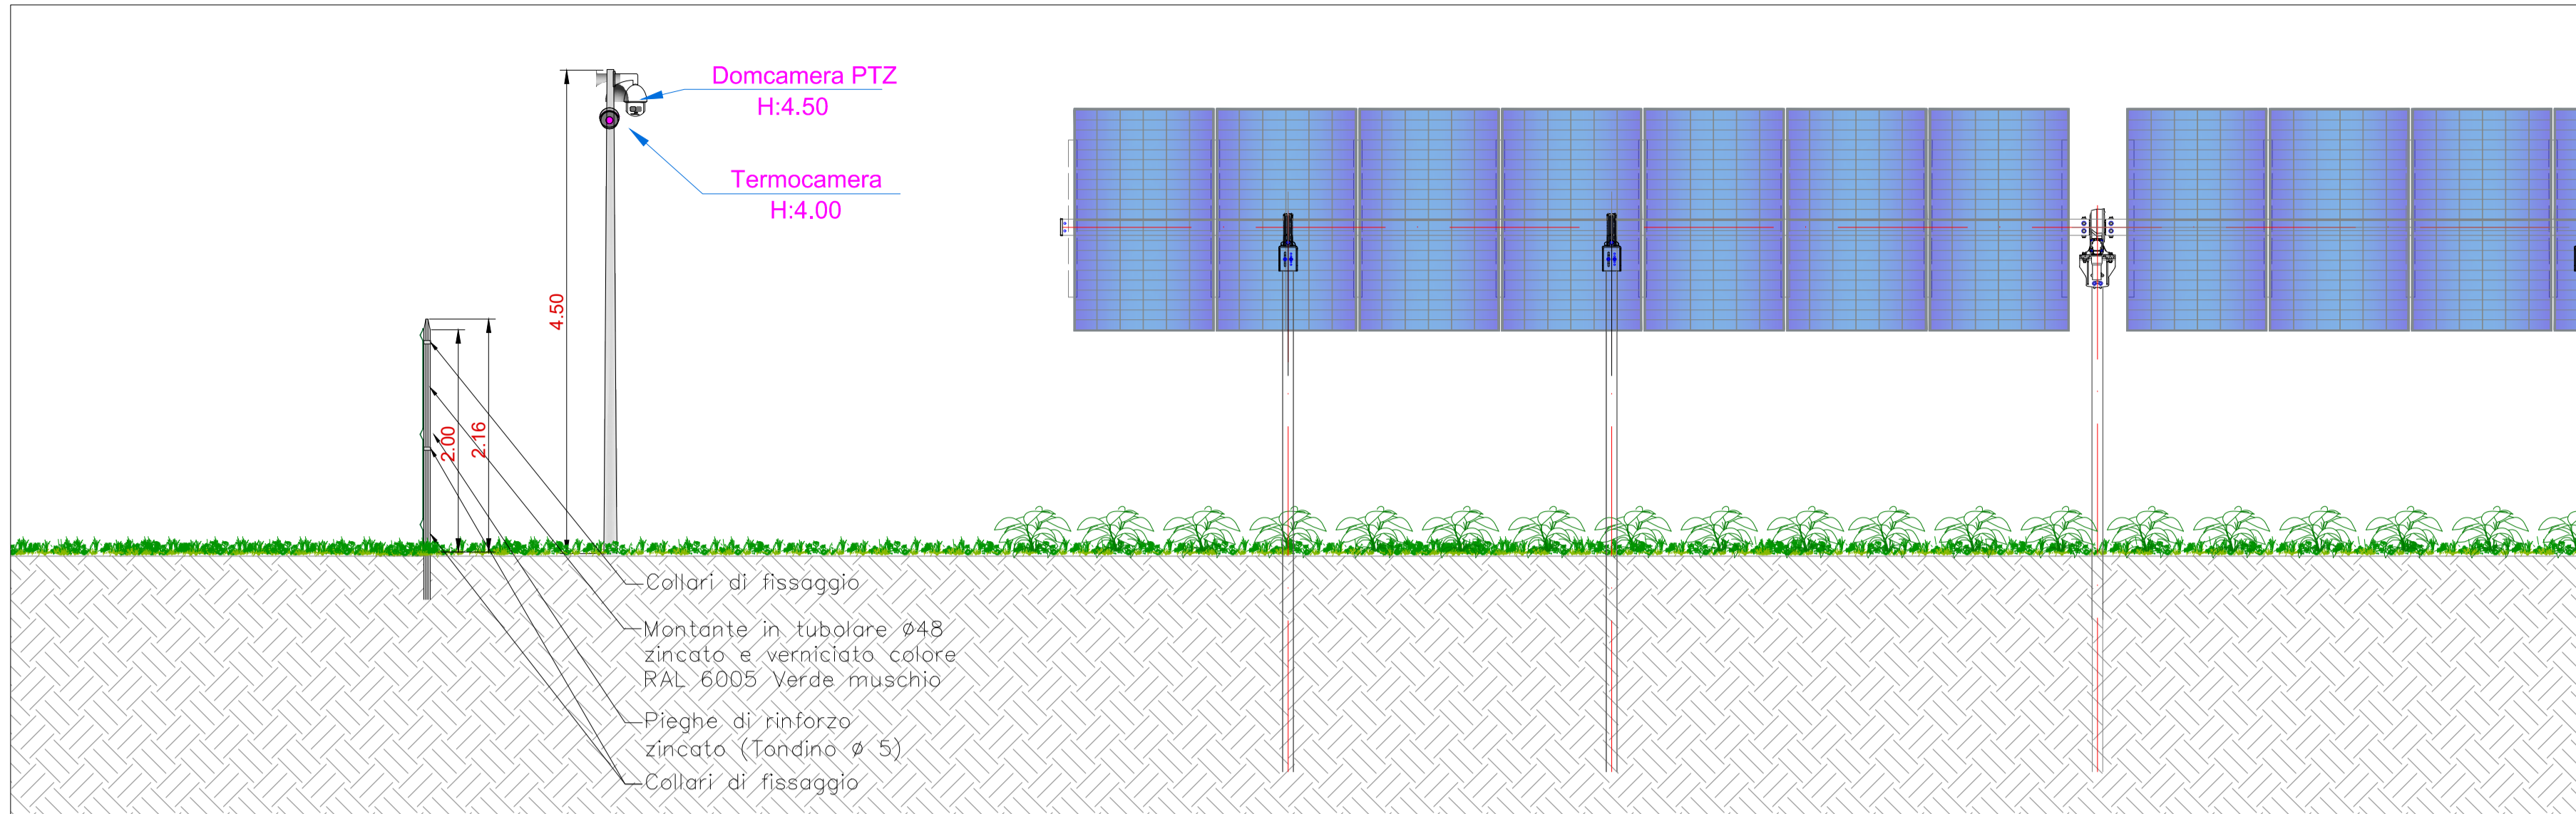 Domcamera PTZ
H:4.50
Termocamera
H:4.00
4.50
2.00
2.16
Collari di fissaggio
Montante in tubolare Ø48
zincato e verniciato colore
RAL 6005 Verde muschio
Pieghe di rinforzo
zincato (Tondino Ø 5)
Collari di fissaggio